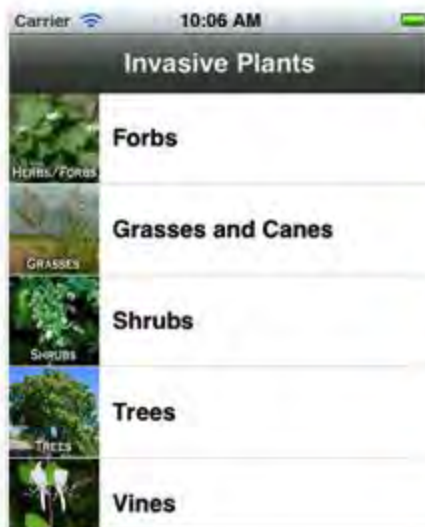 Carrier 10:06 AM
Invasive Plants
HERBS/FORBS
Forbs
GRASSES
Grasses and Canes
SHRUBS
Shrubs
TREES
Trees
Vines